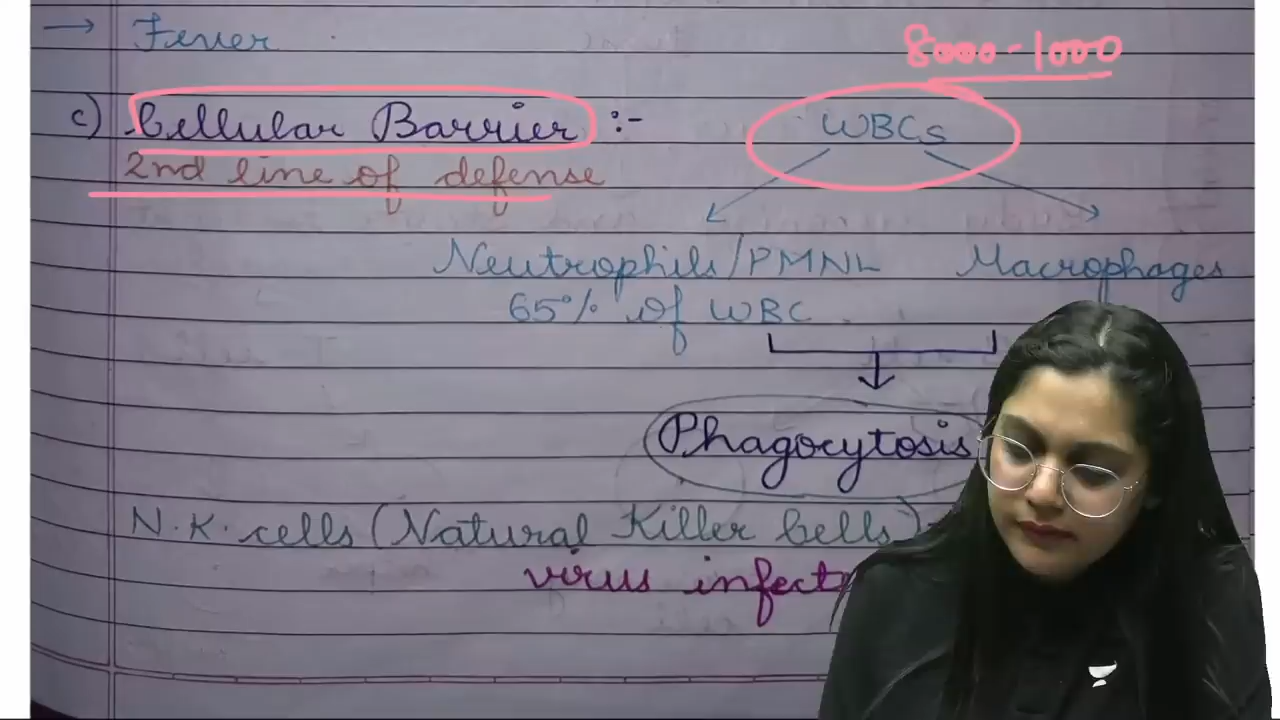 → Fever
8000-1000
c) Cellular Barrier :- WBCs
2nd line of defense
Neutrophils/PMNL Macrophages
65% of WBC
Phagocytosis
N.K. cells (Natural Killer Cells)
virus